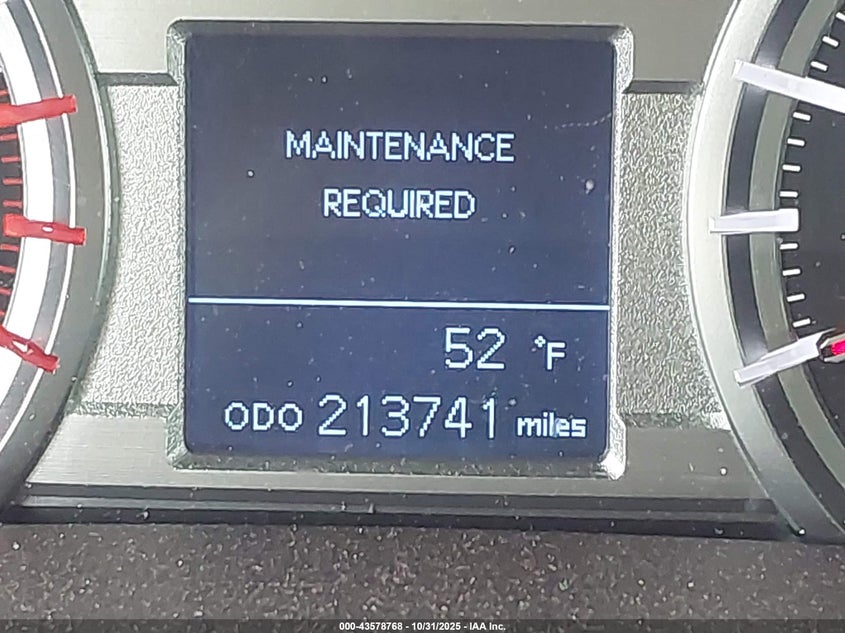 MAINTENANCE
REQUIRED
52 °F
ODO 213741 miles
000-43578768 - 10/31/2025 - IAA Inc.